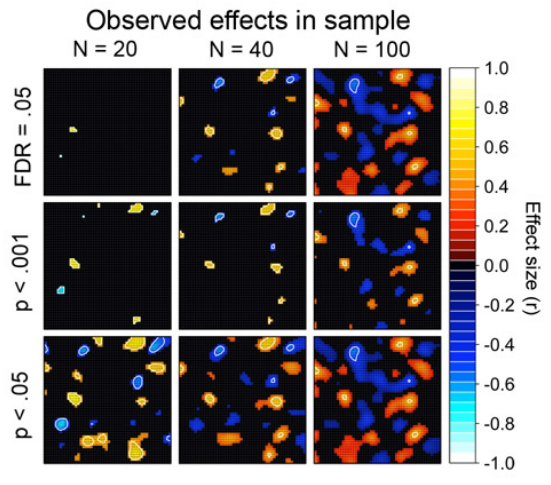 Observed effects in sample
N = 20
N = 40
N = 100
FDR = .05
p < .001
p < .05
1.0
0.8
0.6
0.4
0.2
0.0
-0.2
-0.4
-0.6
-0.8
-1.0
Effect size (r)